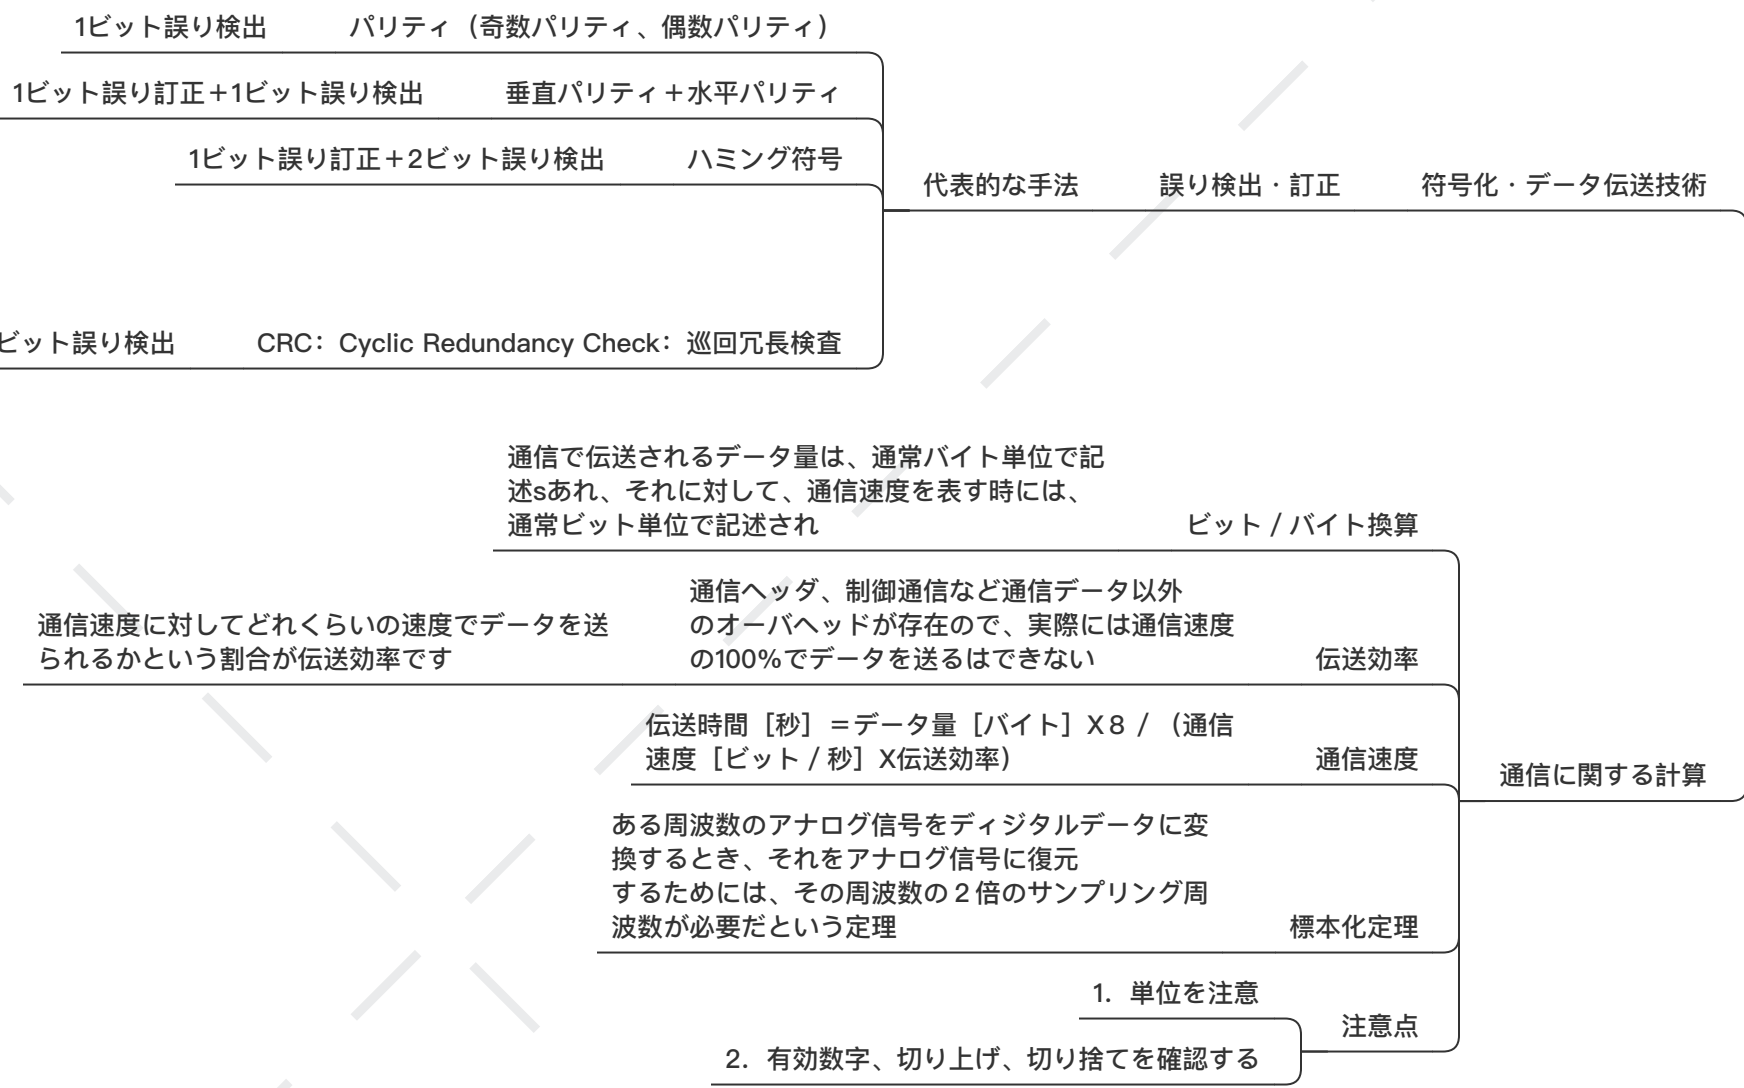 1ビット誤り検出 パリティ（奇数パリティ、偶数パリティ）
1ビット誤り訂正＋1ビット誤り検出 垂直パリティ＋水平パリティ
1ビット誤り訂正＋2ビット誤り検出 ハミング符号
代表的な手法 誤り検出・訂正 符号化・データ伝送技術
ビット誤り検出 CRC：Cyclic Redundancy Check：巡回冗長検査
通信で伝送されるデータ量は、通常バイト単位で記
述sあれ、それに対して、通信速度を表す時には、
通常ビット単位で記述され
ビット / バイト換算
通信ヘッダ、制御通信など通信データ以外
のオーバヘッドが存在ので、実際には通信速度
の100%でデータを送るはできない
通信速度に対してどれくらいの速度でデータを送
られるかという割合が伝送効率です
伝送効率
伝送時間［秒］＝データ量［バイト］X８ / （通信
速度［ビット / 秒］X伝送効率）
通信速度
通信に関する計算
ある周波数のアナログ信号をディジタルデータに変
換するとき、それをアナログ信号に復元
するためには、その周波数の２倍のサンプリング周
波数が必要だという定理
標本化定理
1．単位を注意
注意点
2．有効数字、切り上げ、切り捨てを確認する